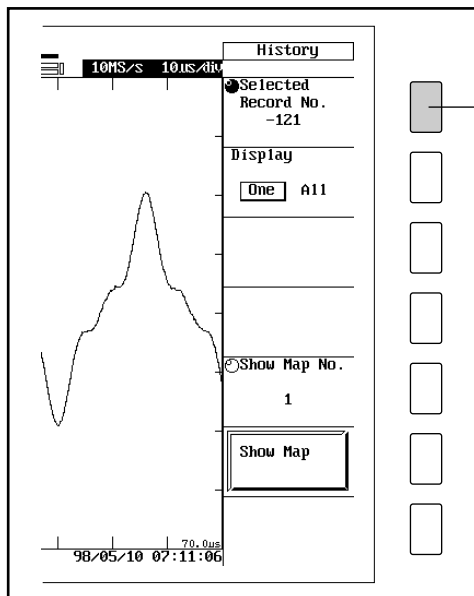 History
10MS/s 10us/div
Selected
Record No.
-121
Display
One All
Show Map No.
1
Show Map
70.0us
98/05/10 07:11:06